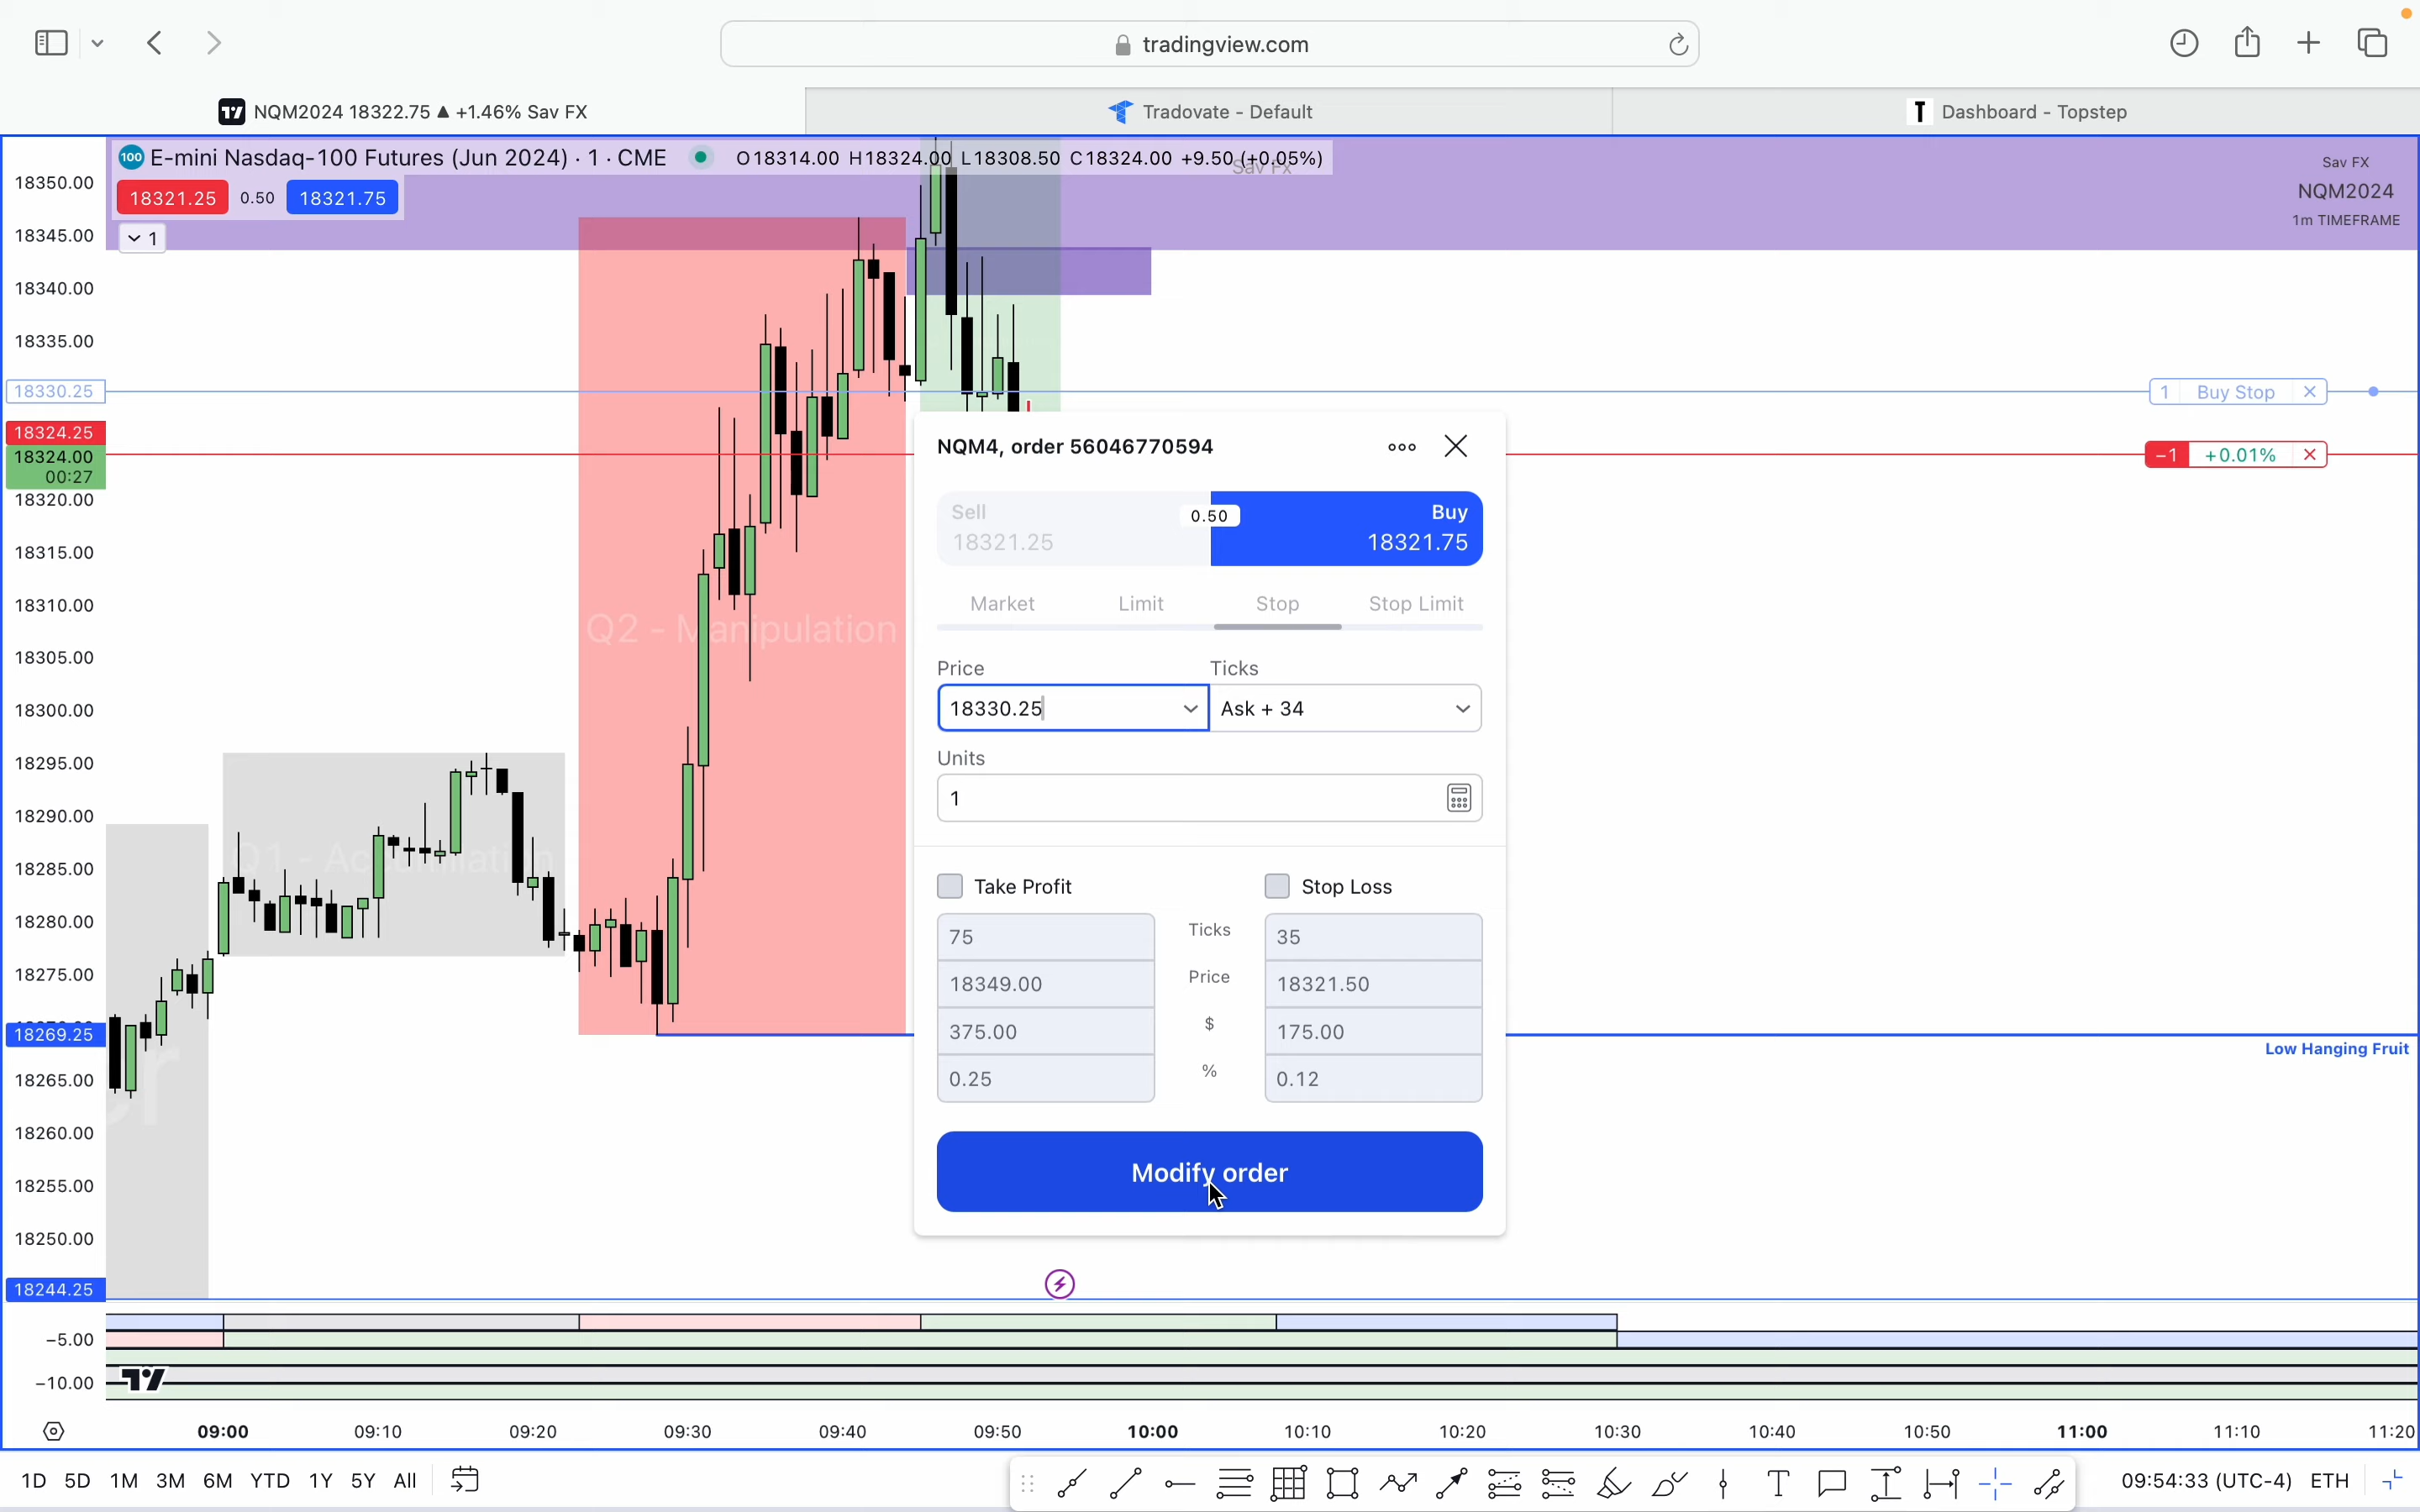 tradingview.com
NQM2024 18322.75 ▲ +1.46% Sav FX
Tradovate - Default
Dashboard - Topstep
100 E-mini Nasdaq-100 Futures (Jun 2024) · 1 · CME
O18314.00 H18324.00 L18308.50 C18324.00 +9.50 (+0.05%)
Sav FX
18321.25 0.50 18321.75
1
Sav FX
NQM2024
1m TIMEFRAME
18350.00
18345.00
18340.00
18335.00
18330.25
18324.25
18324.00
00:27
18320.00
18315.00
18310.00
18305.00
18300.00
18295.00
18290.00
18285.00
18280.00
18275.00
18269.25
18265.00
18260.00
18255.00
18250.00
18244.25
−5.00
−10.00
1 Buy Stop
−1 +0.01%
Q2 - Manipulation
Low Hanging Fruit
NQM4, order 56046770594
Sell
18321.25
0.50
Buy
18321.75
Market Limit Stop Stop Limit
Price Ticks
18330.25 Ask + 34
Units
1
Take Profit Stop Loss
75 Ticks 35
18349.00 Price 18321.50
375.00 $ 175.00
0.25 % 0.12
Modify order
09:00 09:10 09:20 09:30 09:40 09:50 10:00 10:10 10:20 10:30 10:40 10:50 11:00 11:10 11:20
1D 5D 1M 3M 6M YTD 1Y 5Y All
09:54:33 (UTC-4) ETH